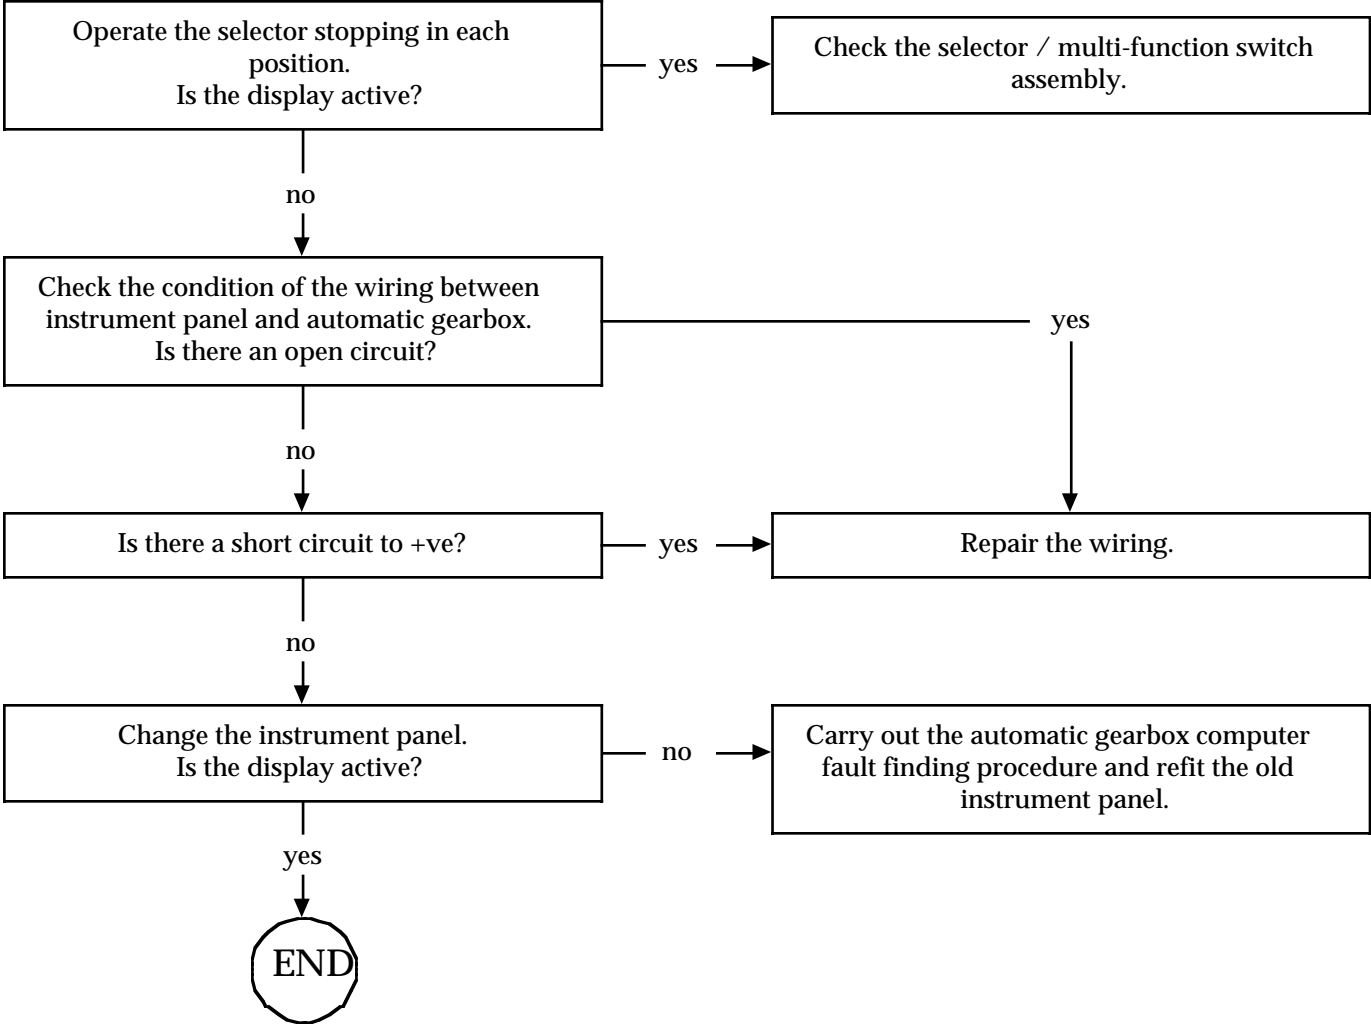 Operate the selector stopping in each
position.
Is the display active?
yes
Check the selector / multi-function switch
assembly.
no
Check the condition of the wiring between
instrument panel and automatic gearbox.
Is there an open circuit?
yes
no
Is there a short circuit to +ve?
yes
Repair the wiring.
no
Change the instrument panel.
Is the display active?
no
Carry out the automatic gearbox computer
fault finding procedure and refit the old
instrument panel.
yes
END